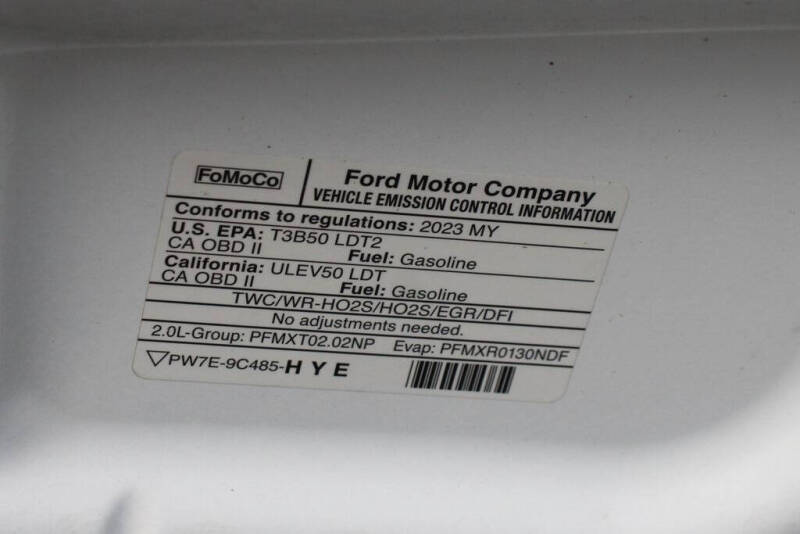 FoMoCo
Ford Motor Company
VEHICLE EMISSION CONTROL INFORMATION
Conforms to regulations: 2023 MY
U.S. EPA: T3B50 LDT2
CA OBD II Fuel: Gasoline
California: ULEV50 LDT
CA OBD II Fuel: Gasoline
TWC/WR-HO2S/HO2S/EGR/DFI
No adjustments needed.
2.0L-Group: PFMXT02.02NP Evap: PFMXR0130NDF
PW7E-9C485-HYE